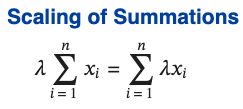 Scaling of Summations
λ ∑_{i=1}^{n} x_i = ∑_{i=1}^{n} λx_i